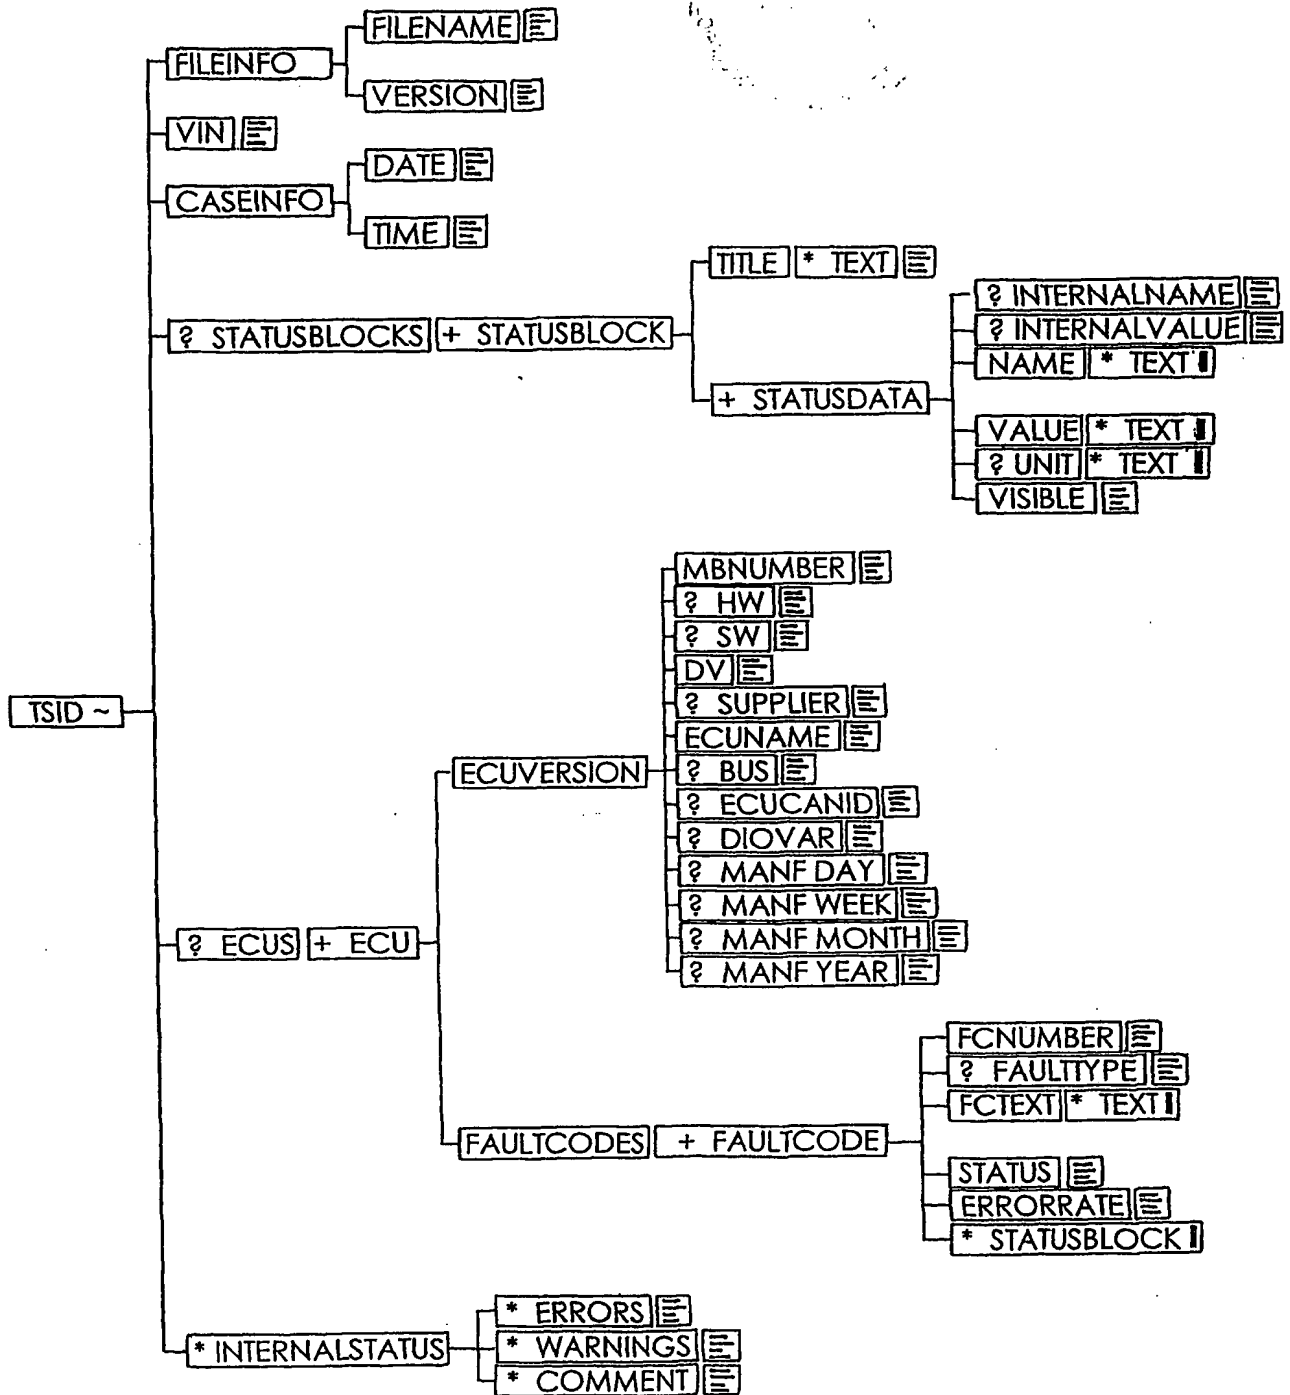 FILENAME
FILEINFO
VERSION
VIN
DATE
CASEINFO
TIME
TITLE * TEXT
? INTERNALNAME
? STATUSBLOCKS + STATUSBLOCK
? INTERNALVALUE
NAME * TEXT
+ STATUSDATA
VALUE * TEXT
? UNIT * TEXT
VISIBLE
MBNUMBER
? HW
? SW
DV
TSID ~
? SUPPLIER
ECUNAME
ECUVERSION
? BUS
? ECUCANID
? DIOVAR
? MANF DAY
? MANF WEEK
? ECUS + ECU
? MANF MONTH
? MANF YEAR
FCNUMBER
? FAULTTYPE
FCTEXT * TEXT
FAULTCODES + FAULTCODE
STATUS
ERRORRATE
* STATUSBLOCK
* ERRORS
* INTERNALSTATUS
* WARNINGS
* COMMENT